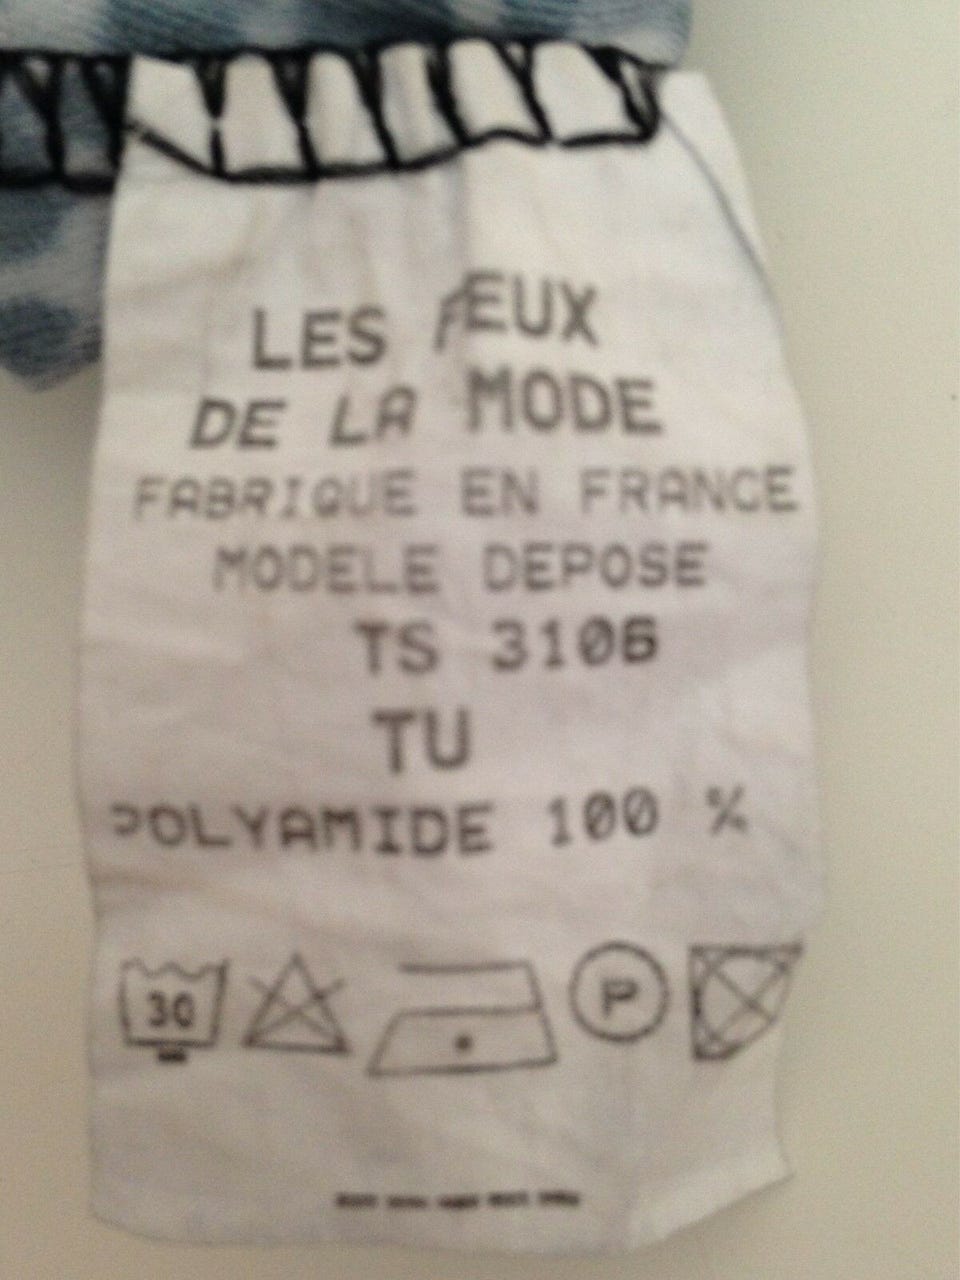 LES FEUX
DE LA MODE
FABRIQUE EN FRANCE
MODELE DEPOSE
TS 3106
TU
POLYAMIDE 100 %
30 P